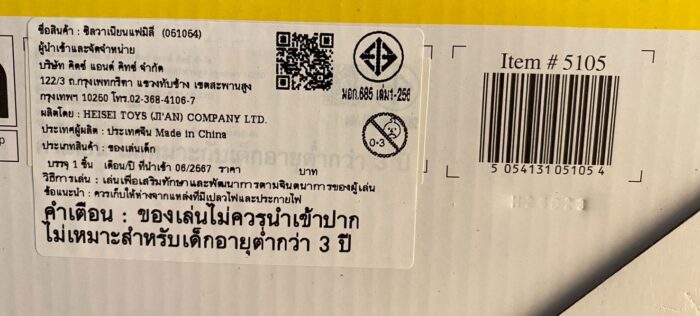 ชื่อสินค้า : ซิลวาเนียนแฟมิลี่ (051054)
ผู้นำเข้าและจัดจำหน่าย
บริษัท คิดซ์ แอนด์ คิทซ์ จำกัด
122/3 ถ.กรุงเทพกรีฑา แขวงทับช้าง เขตสะพานสูง
กรุงเทพฯ 10250 โทร.02-368-4106-7
ผลิตโดย : HEISEI TOYS (JI'AN) COMPANY LTD.
ประเทศผู้ผลิต : ประเทศจีน Made in China
ประเภทสินค้า : ของเล่นเด็ก
บรรจุ 1 ชิ้น เดือน/ปี ที่นำเข้า 06/2567 ราคา บาท
วิธีการเล่น : เล่นเพื่อเสริมทักษะและพัฒนาการตามจินตนาการของผู้เล่น
ข้อแนะนำ : ควรเก็บให้ห่างจากแหล่งที่มีเปลวไฟและประกายไฟ
คำเตือน : ของเล่นไม่ควรนำเข้าปาก
ไม่เหมาะสำหรับเด็กอายุต่ำกว่า 3 ปี
มอก.685 เล่ม1-256
0-3
Item # 5105
5 054131 051054